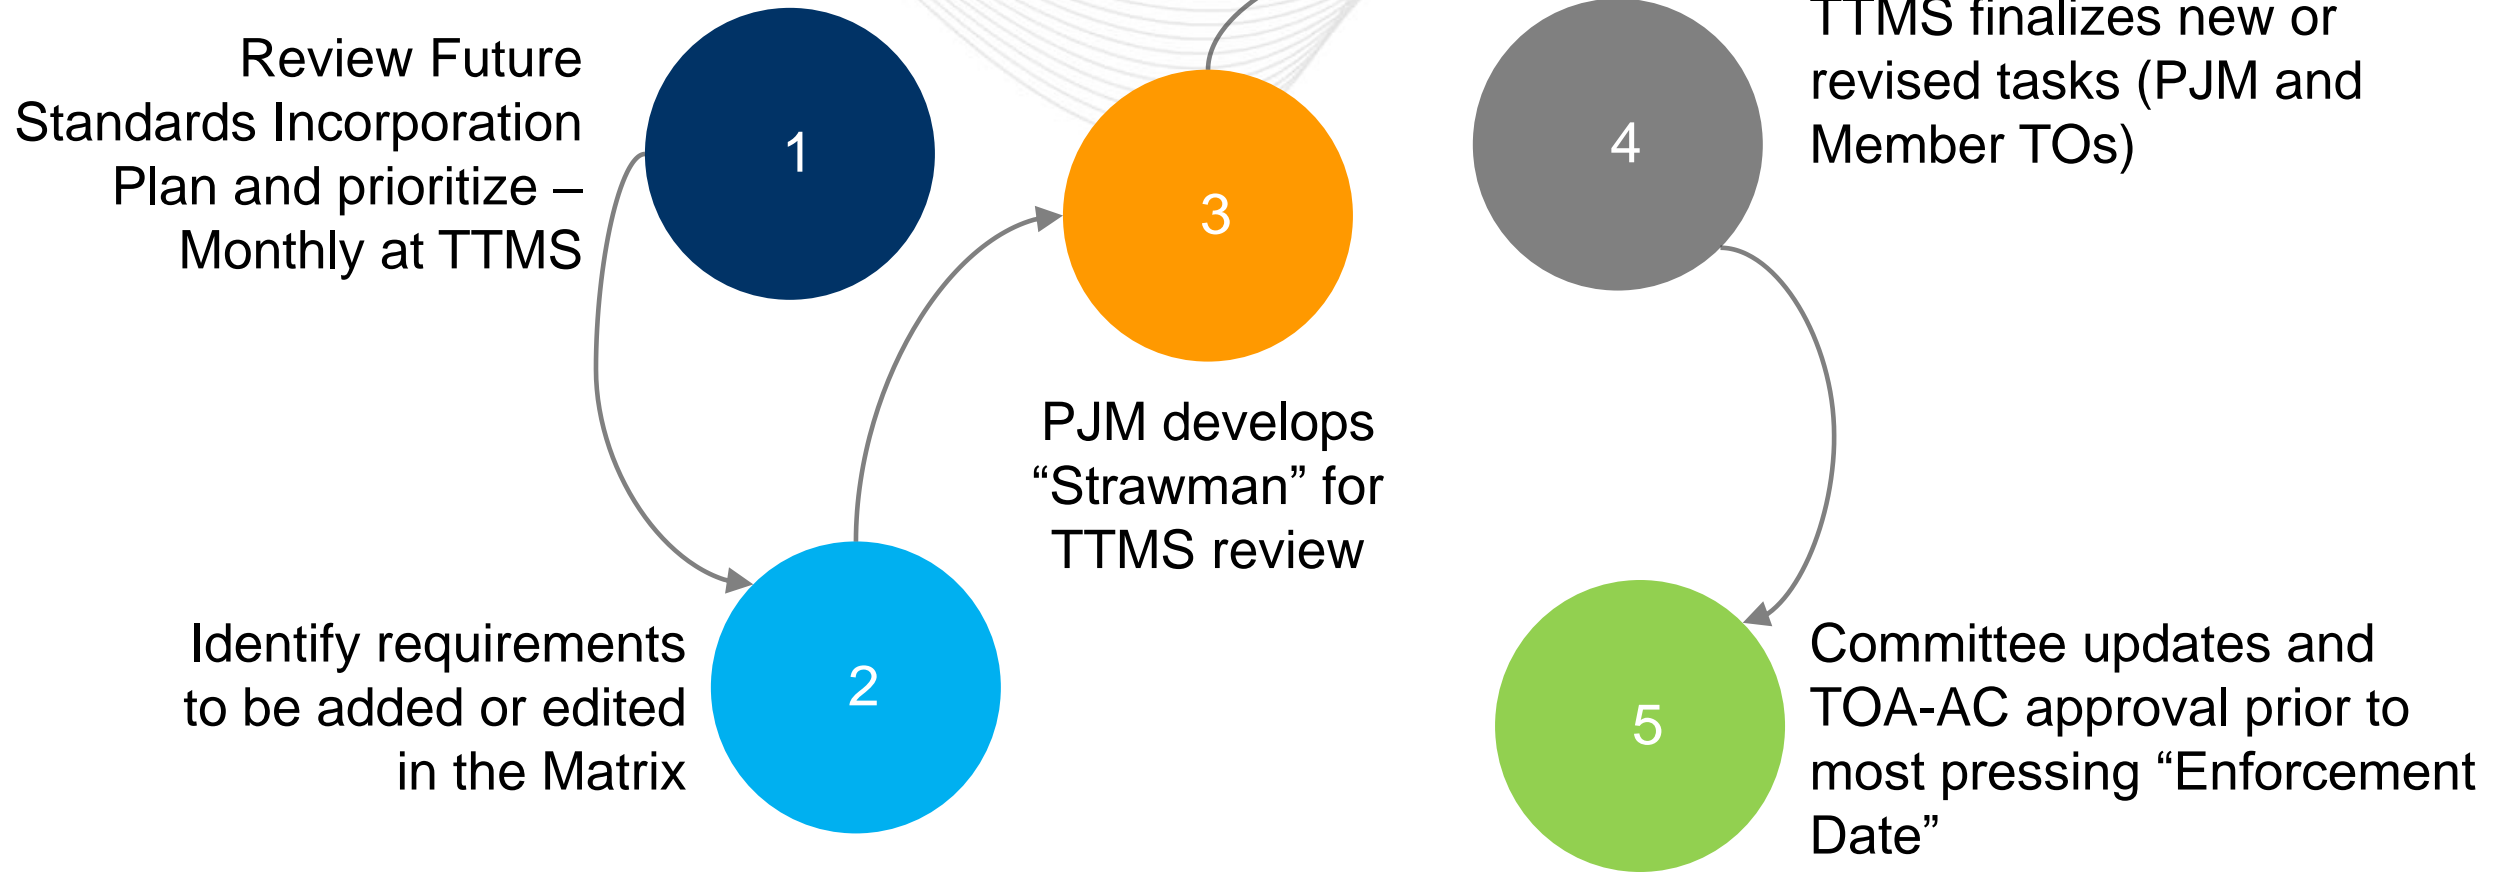 Review Future
Standards Incorporation
Plan and prioritize –
Monthly at TTMS
1
Identify requirements
to be added or edited
in the Matrix
2
3
PJM develops
“Strawman” for
TTMS review
4
TTMS finalizes new or
revised tasks (PJM and
Member TOs)
5
Committee updates and
TOA-AC approval prior to
most pressing “Enforcement
Date”